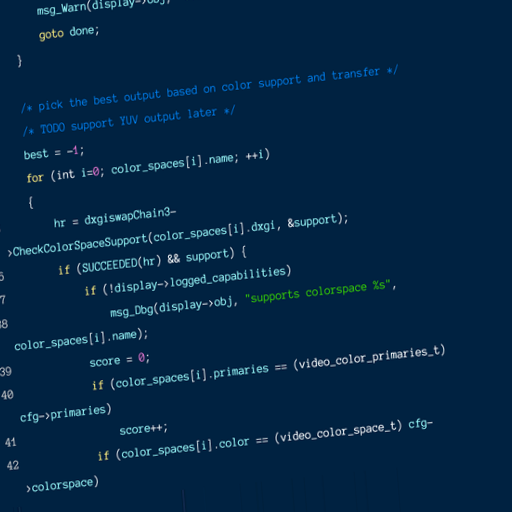 msg_Warn(display->obj,
goto done;
}
/* pick the best output based on color support and transfer */
/* TODO support YUV output later */
best = -1;
for (int i=0; color_spaces[i].name; ++i)
{
hr = dxgiswapChain3-
>CheckColorSpaceSupport(color_spaces[i].dxgi, &support);
if (SUCCEEDED(hr) && support) {
if (!display->logged_capabilities)
msg_Dbg(display->obj, "supports colorspace %s",
color_spaces[i].name);
39 score = 0;
40 if (color_spaces[i].primaries == (video_color_primaries_t)
cfg->primaries)
41 score++;
42 if (color_spaces[i].color == (video_color_space_t) cfg-
>colorspace)